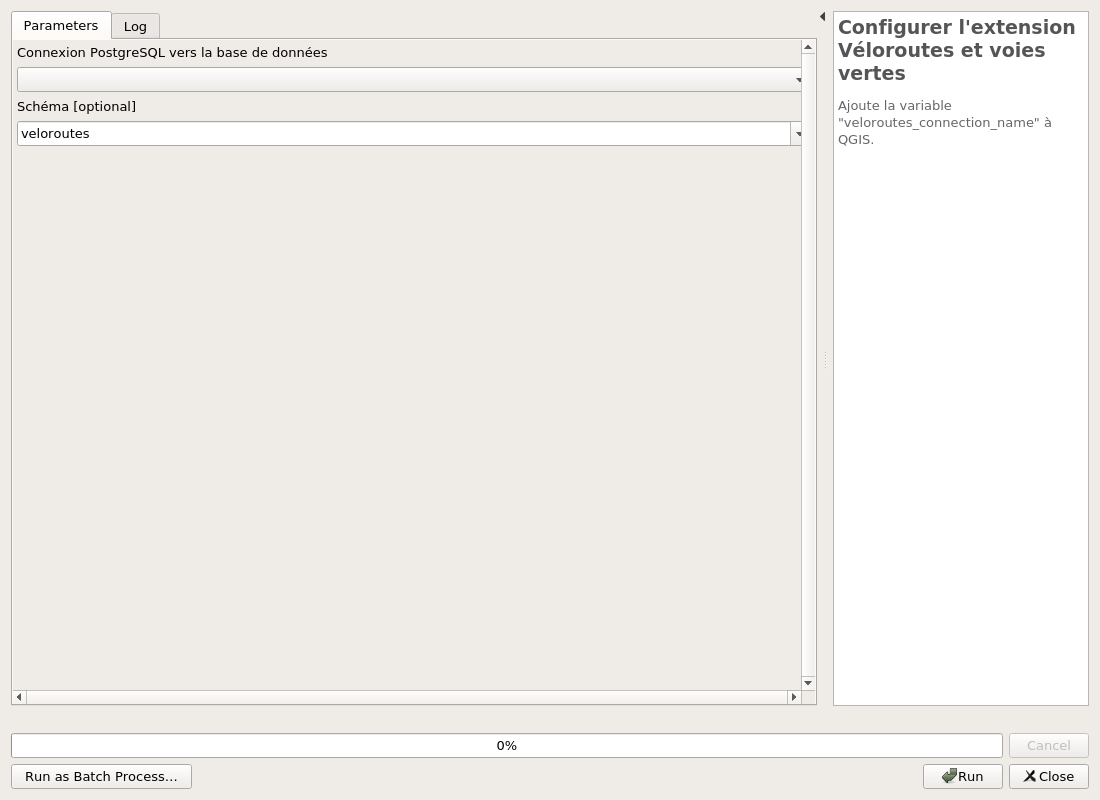 Parameters
Log
Connexion PostgreSQL vers la base de données
Schéma [optional]
veloroutes
Configurer l'extension
Véloroutes et voies
vertes
Ajoute la variable
"veloroutes_connection_name" à
QGIS.
0%
Cancel
Run as Batch Process...
Run
Close